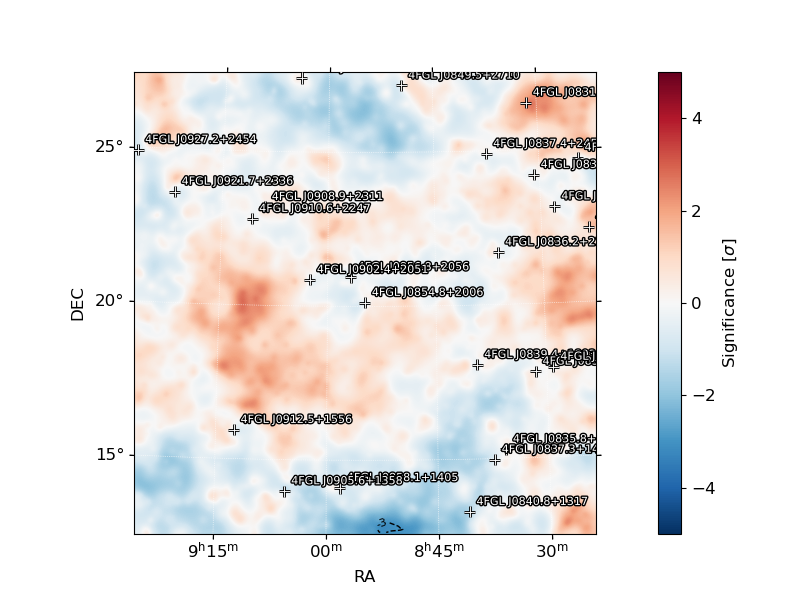 4FGL J0849.5+2710
4FGL J0831
4FGL J0927.2+2454
4FGL J0837.4+24
4FGL J083
4FGL J0921.7+2336
4FGL J0908.9+2311
4FGL J
4FGL J0910.6+2247
4FGL J0836.2+2
4FGL J0902.4+2051
2056
4FGL J0854.8+2006
4FGL J0839.4
4FGL J0912.5+1556
4FGL J0835.8+
4FGL J0837.3+14
4FGL J0905.6+1358
8.1+1405
4FGL J0840.8+1317
-3
25°
20°
15°
9h15m
00m
8h45m
30m
RA
DEC
4
2
0
−2
−4
Significance [σ]